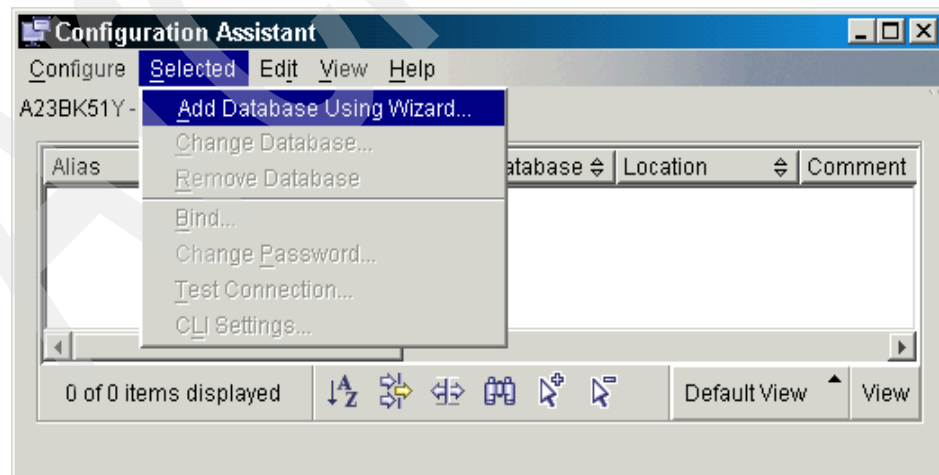 Configuration Assistant
Configure Selected Edit View Help
A23BK51Y -
Add Database Using Wizard...
Change Database...
Remove Database
Bind...
Change Password...
Test Connection...
CLI Settings...
Alias atabase Location Comment
0 of 0 items displayed Default View View